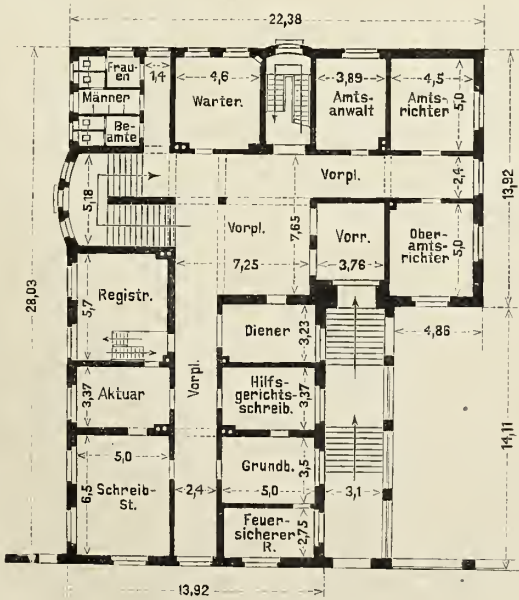 22,38
Frau-
en
1,4
4,6
3,89
4,5
Männer
Warter.
Amts-
anwalt
Amts-
richter
5,0
Be-
amte
5,18
Vorpl.
2,4
13,92
28,03
Vorpl.
7,65
Vorr.
Ober-
amts-
richter
5,0
7,25
3,76
Registr.
5,7
Diener
3,23
4,86
Aktuar
3,37
Vorpl.
Hilfs-
gerichts-
schreib.
3,37
14,11
5,0
Grundb.
3,5
6,5
Schreib-
St.
2,4
5,0
3,1
Feuer-
sicherer
R.
2,75
13,92